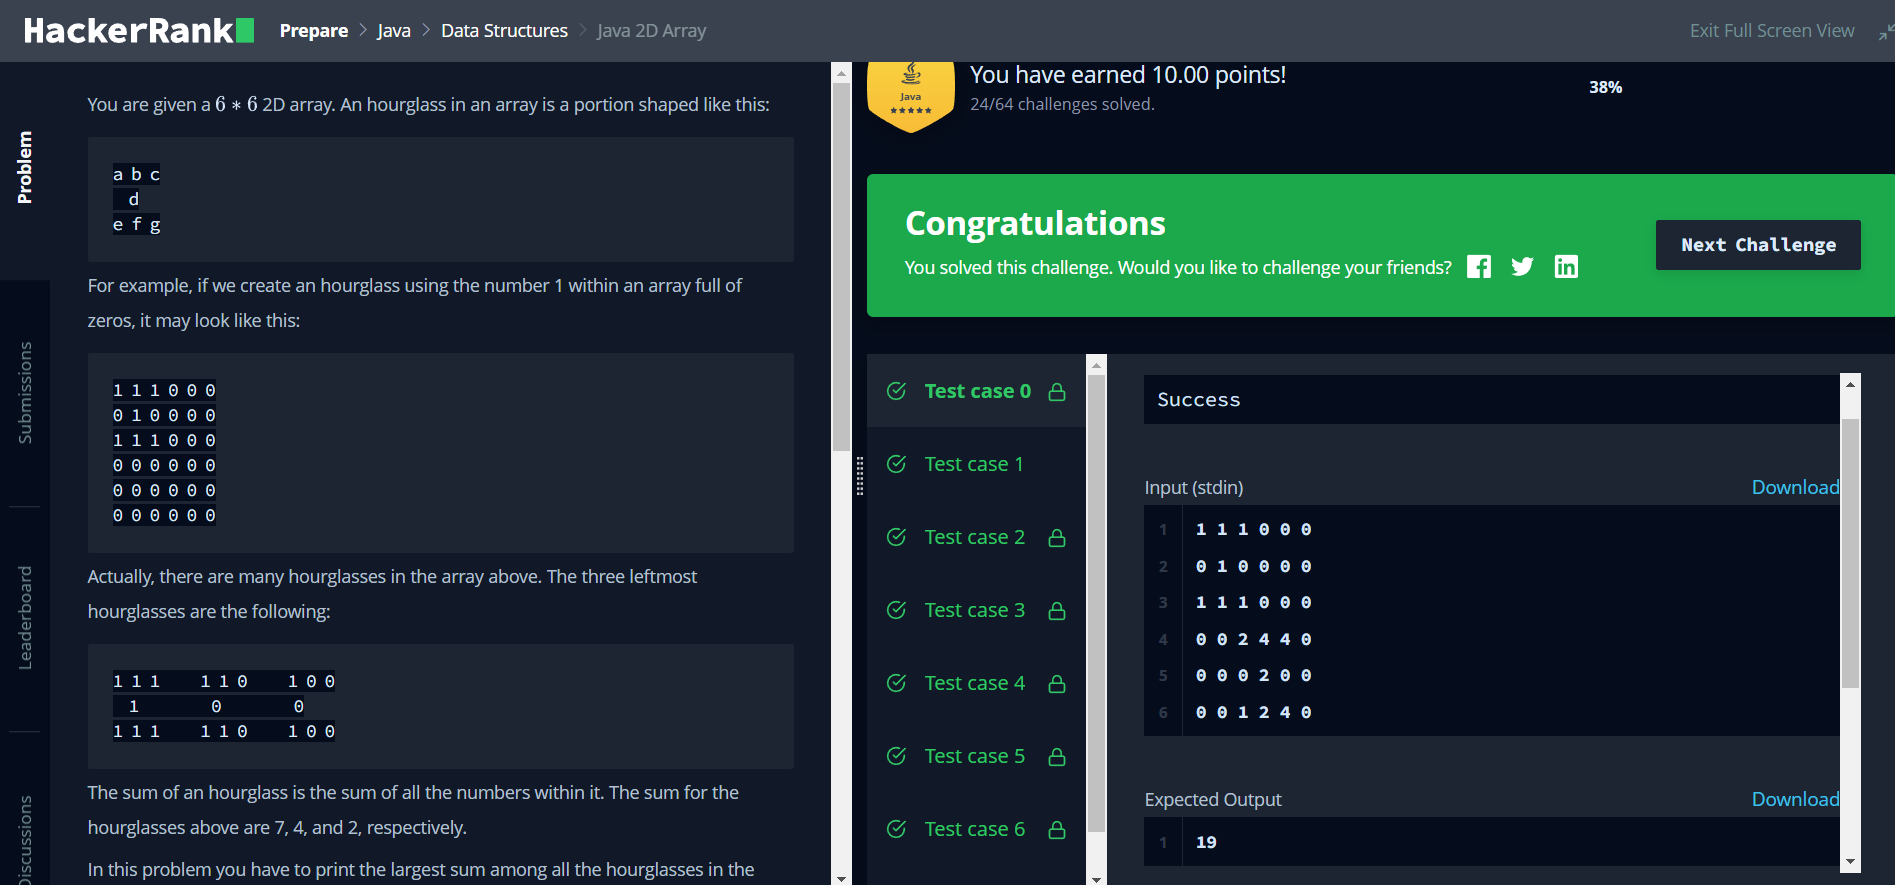 HackerRank
Prepare > Java > Data Structures > Java 2D Array
Exit Full Screen View
Problem
Submissions
Leaderboard
Discussions
You are given a 6 * 6 2D array. An hourglass in an array is a portion shaped like this:
a b c
d
e f g
For example, if we create an hourglass using the number 1 within an array full of
zeros, it may look like this:
1 1 1 0 0 0
0 1 0 0 0 0
1 1 1 0 0 0
0 0 0 0 0 0
0 0 0 0 0 0
0 0 0 0 0 0
Actually, there are many hourglasses in the array above. The three leftmost
hourglasses are the following:
1 1 1 1 1 0 1 0 0
1 0 0
1 1 1 1 1 0 1 0 0
The sum of an hourglass is the sum of all the numbers within it. The sum for the
hourglasses above are 7, 4, and 2, respectively.
In this problem you have to print the largest sum among all the hourglasses in the
Java
You have earned 10.00 points!
24/64 challenges solved.
38%
Congratulations
You solved this challenge. Would you like to challenge your friends?
Next Challenge
Test case 0
Test case 1
Test case 2
Test case 3
Test case 4
Test case 5
Test case 6
Success
Input (stdin)
Download
1 1 1 1 0 0 0
2 0 1 0 0 0 0
3 1 1 1 0 0 0
4 0 0 2 4 4 0
5 0 0 0 2 0 0
6 0 0 1 2 4 0
Expected Output
Download
1 19